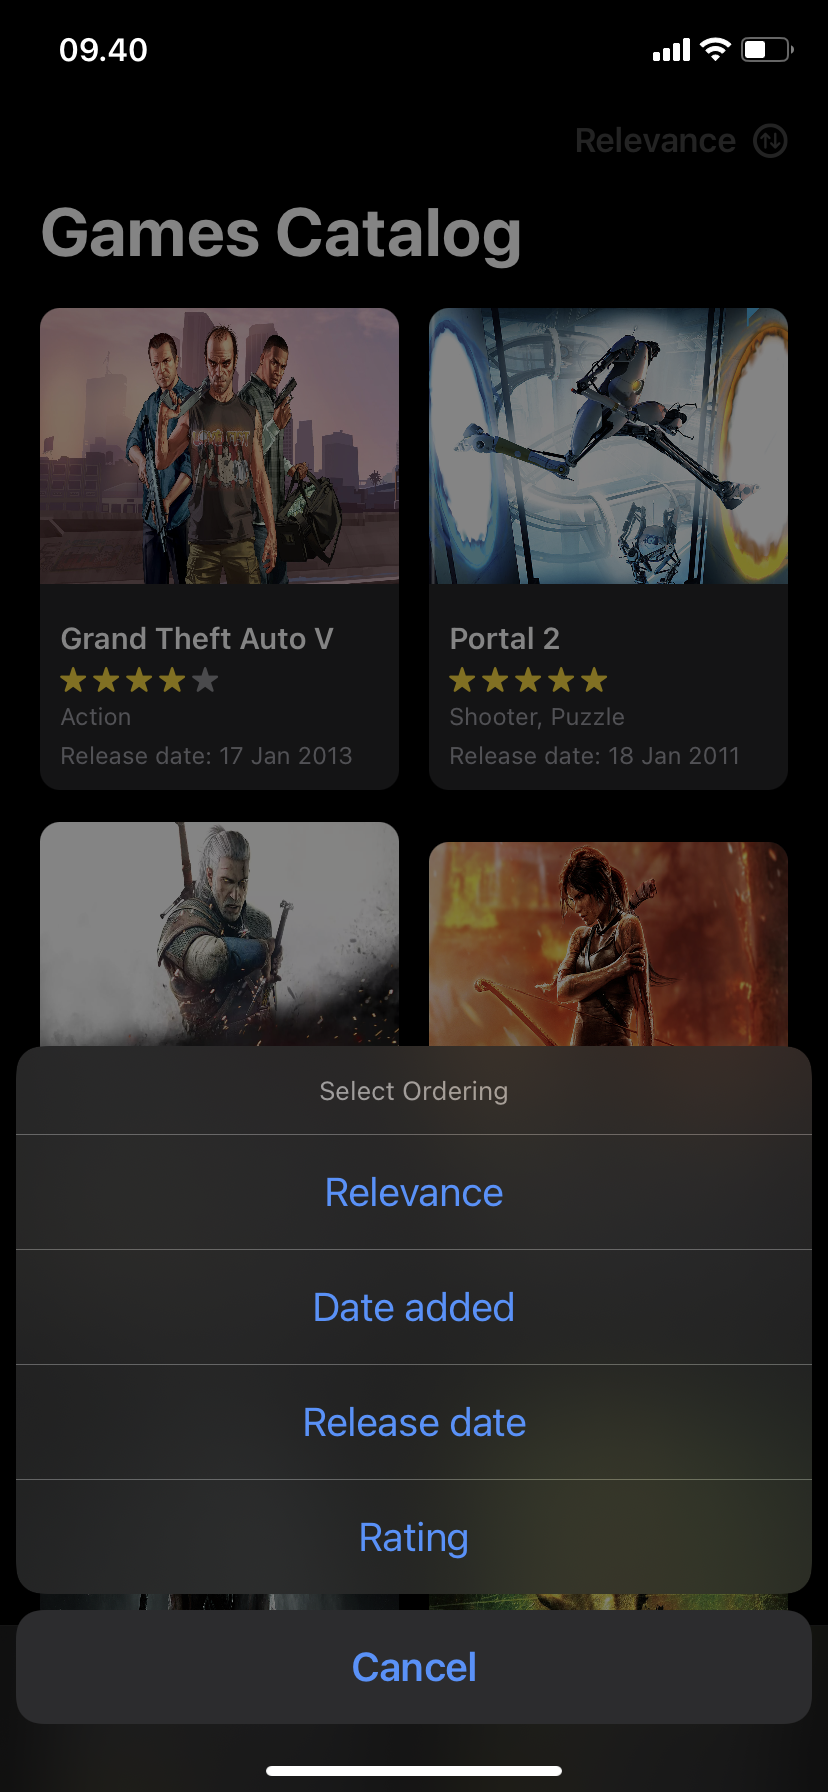 09.40
Relevance
Games Catalog
Grand Theft Auto V
Action
Release date: 17 Jan 2013
Portal 2
Shooter, Puzzle
Release date: 18 Jan 2011
Select Ordering
Relevance
Date added
Release date
Rating
Cancel